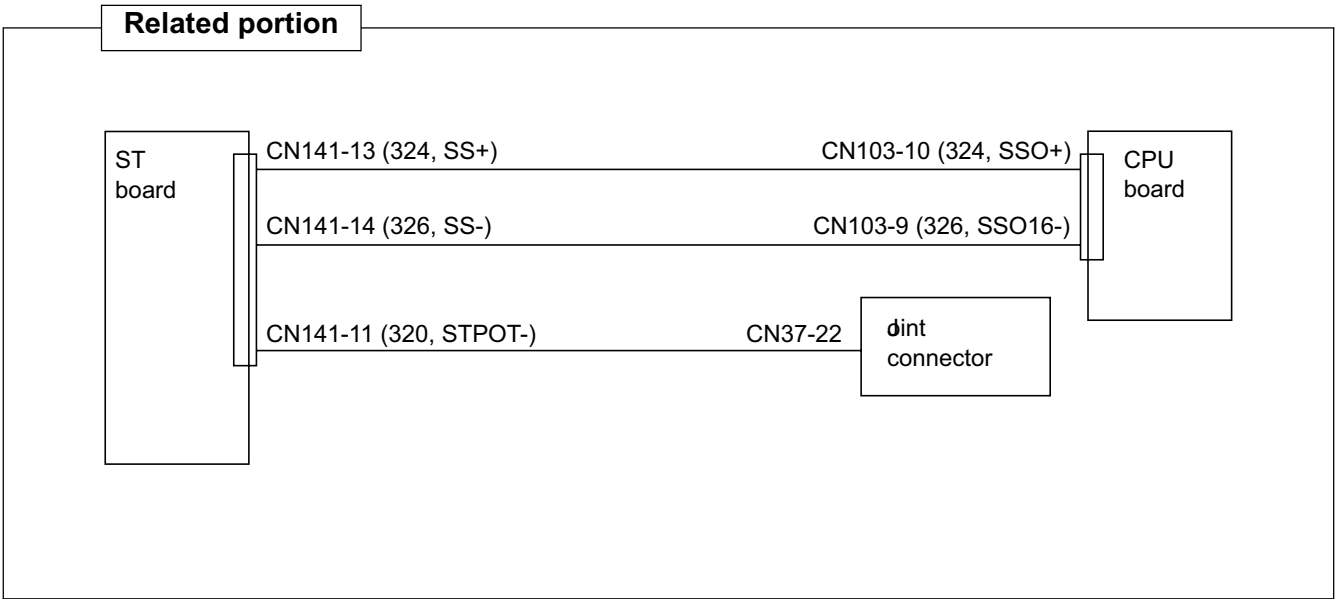 Related portion
ST
board
CN141-13 (324, SS+)
CN103-10 (324, SSO+)
CPU
board
CN141-14 (326, SS-)
CN103-9 (326, SSO16-)
CN141-11 (320, STPOT-)
CN37-22
connector